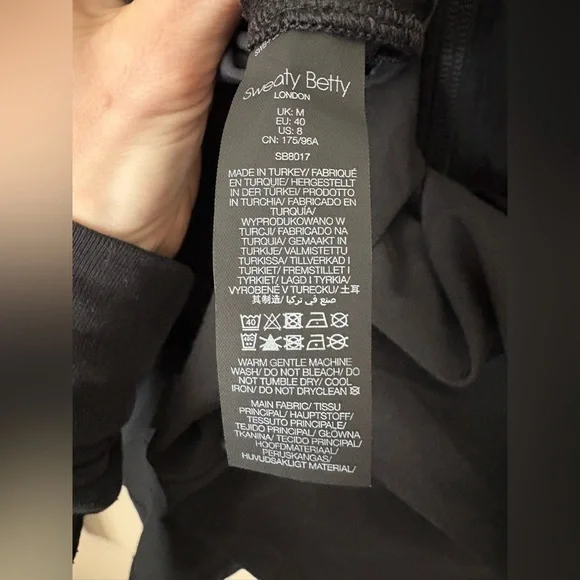 Sweaty Betty
LONDON
UK: M
EU: 40
US: 8
CN: 175/96A
SB8017
MADE IN TURKEY/ FABRIQUÉ
EN TURQUIE/ HERGESTELLT
IN DER TÜRKEI/ PRODOTTO
IN TURCHIA/ FABRICADO EN
TURQUÍA/
WYPRODUKOWANO W
TURCJI/ FABRICADO NA
TURQUIA/ GEMAAKT IN
TURKIJE/ VALMISTETTU
TURKISSA/ TILLVERKAD I
TURKIET/ FREMSTILLET I
TYRKIET/ LAGD I TYRKIA/
VYROBENÉ V TURECKU/ 土耳
其制造/ صنع في تركيا/
40
40
WARM GENTLE MACHINE
WASH/ DO NOT BLEACH/ DO
NOT TUMBLE DRY/ COOL
IRON/ DO NOT DRYCLEAN
MAIN FABRIC/ TISSU
PRINCIPAL/ HAUPTSTOFF/
TESSUTO PRINCIPALE/
TEJIDO PRINCIPAL/ GŁÓWNA
TKANINA/ TECIDO PRINCIPAL/
HOOFDMATERIAAL/
PERUSKANGAS/
HUVUDSAKLIGT MATERIAL/